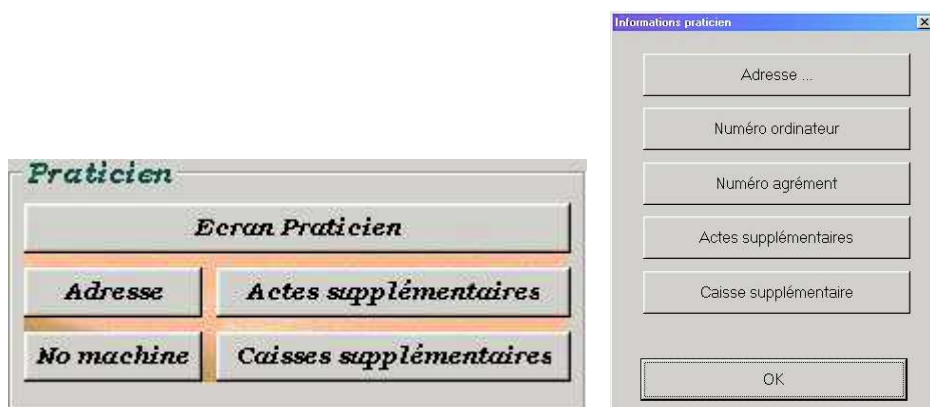 Praticien
Ecran Praticien
Adresse
Actes supplémentaires
No machine
Caisses supplémentaires
Informations praticien
Adresse ...
Numéro ordinateur
Numéro agrément
Actes supplémentaires
Caisse supplémentaire
OK